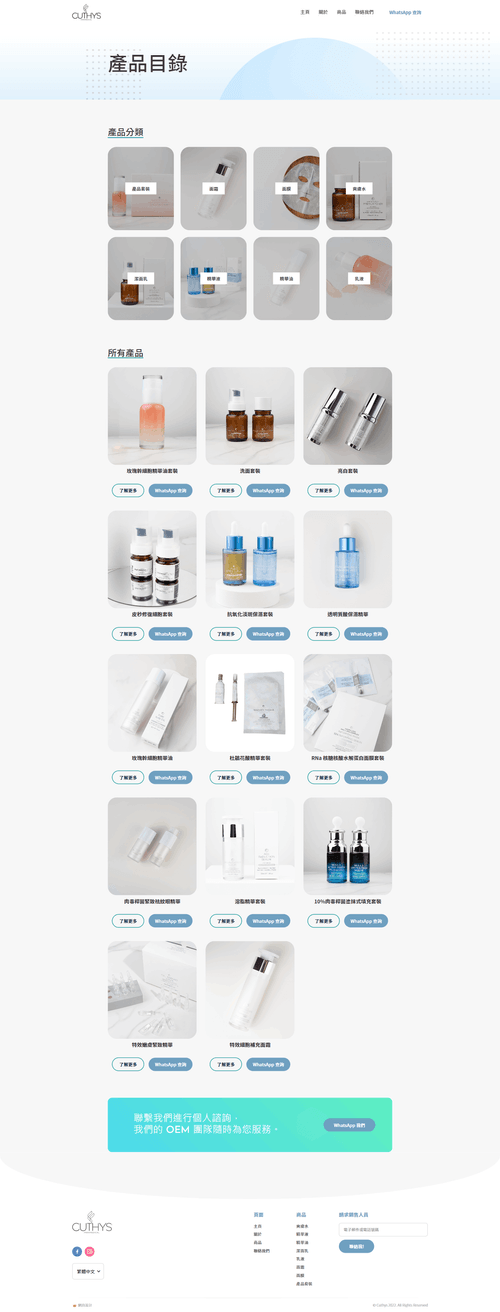 CUTHYS
主頁
關於
商品
聯絡我們
WhatsApp 查詢
產品目錄
產品分類
產品套裝
面霜
面膜
爽膚水
潔面乳
精華液
精華油
乳液
所有產品
玫瑰幹細胞精華油套裝
洗面套裝
亮白套裝
了解更多
WhatsApp 查詢
了解更多
WhatsApp 查詢
了解更多
WhatsApp 查詢
皮秒修復細胞套裝
抗氧化淡斑保濕套裝
透明質酸保濕精華
了解更多
WhatsApp 查詢
了解更多
WhatsApp 查詢
了解更多
WhatsApp 查詢
玫瑰幹細胞精華油
杜鵑花酸精華套裝
RNa 核糖核酸水解蛋白面膜套裝
了解更多
WhatsApp 查詢
了解更多
WhatsApp 查詢
了解更多
WhatsApp 查詢
肉毒桿菌緊緻祛紋眼精華
溶脂精華套裝
10%肉毒桿菌塗抹式填充套裝
了解更多
WhatsApp 查詢
了解更多
WhatsApp 查詢
了解更多
WhatsApp 查詢
特效嫩膚緊緻精華
特效細胞補充面霜
了解更多
WhatsApp 查詢
了解更多
WhatsApp 查詢
聯繫我們進行個人諮詢。
我們的 OEM 團隊隨時為您服務。
WhatsApp 我們
CUTHYS
繁體中文
頁面
主頁
關於
商品
聯絡我們
商品
爽膚水
精華液
精華油
潔面乳
乳液
面霜
面膜
產品套裝
請求銷售人員
電子郵件或電話號碼
聯絡我!
網站設計
© Cuthys 2022. All Rights Reserved.